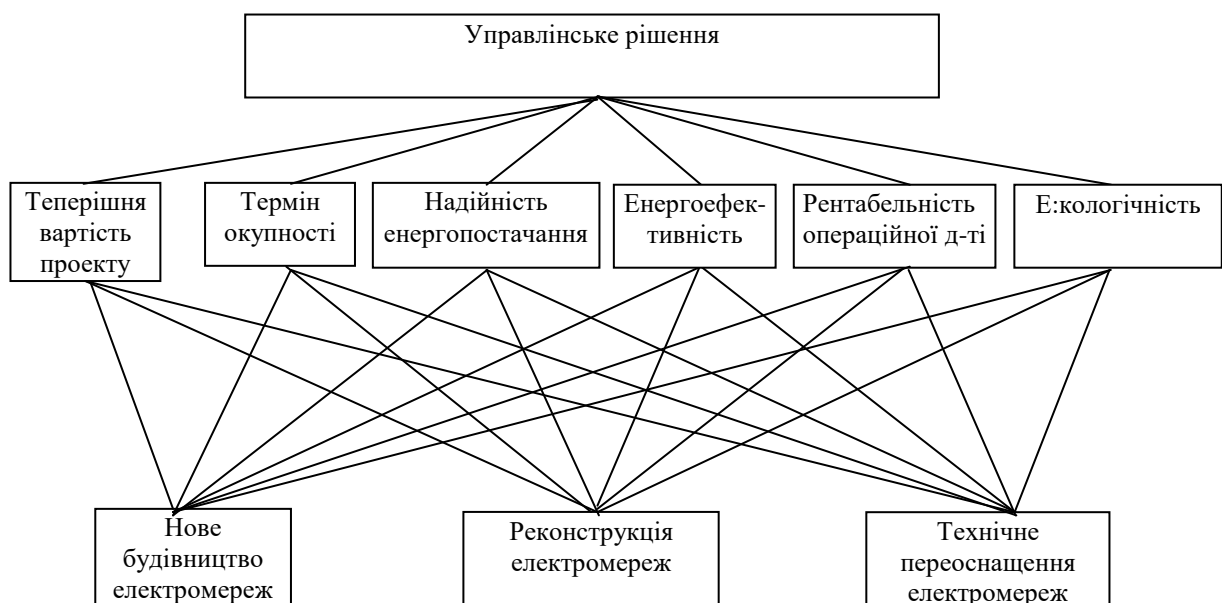 Управлінське рішення
Теперішня
вартість
проекту
Термін
окупності
Надійність
енергопостачання
Енергоефек-
тивність
Рентабельність
операційної д-ті
Е:кологічність
Нове
будівництво
електромереж
Реконструкція
електромереж
Технічне
переоснащення
електромереж